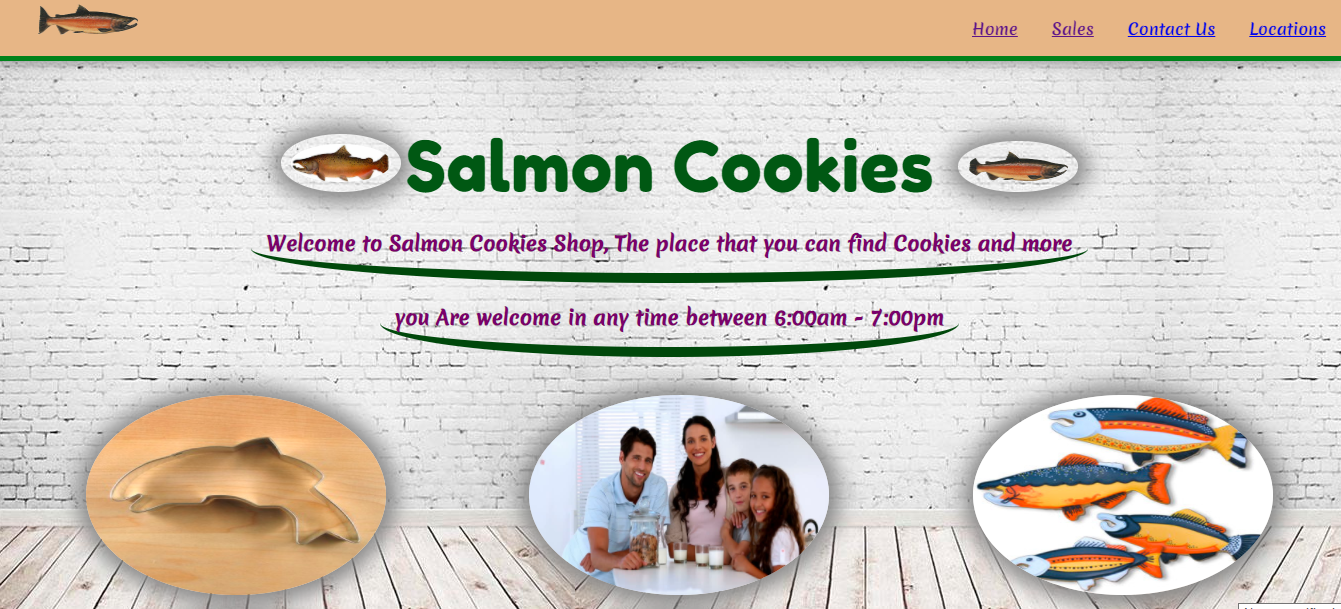 Home Sales Contact Us Locations
Salmon Cookies
Welcome to Salmon Cookies Shop, The place that you can find Cookies and more
you Are welcome in any time between 6:00am - 7:00pm